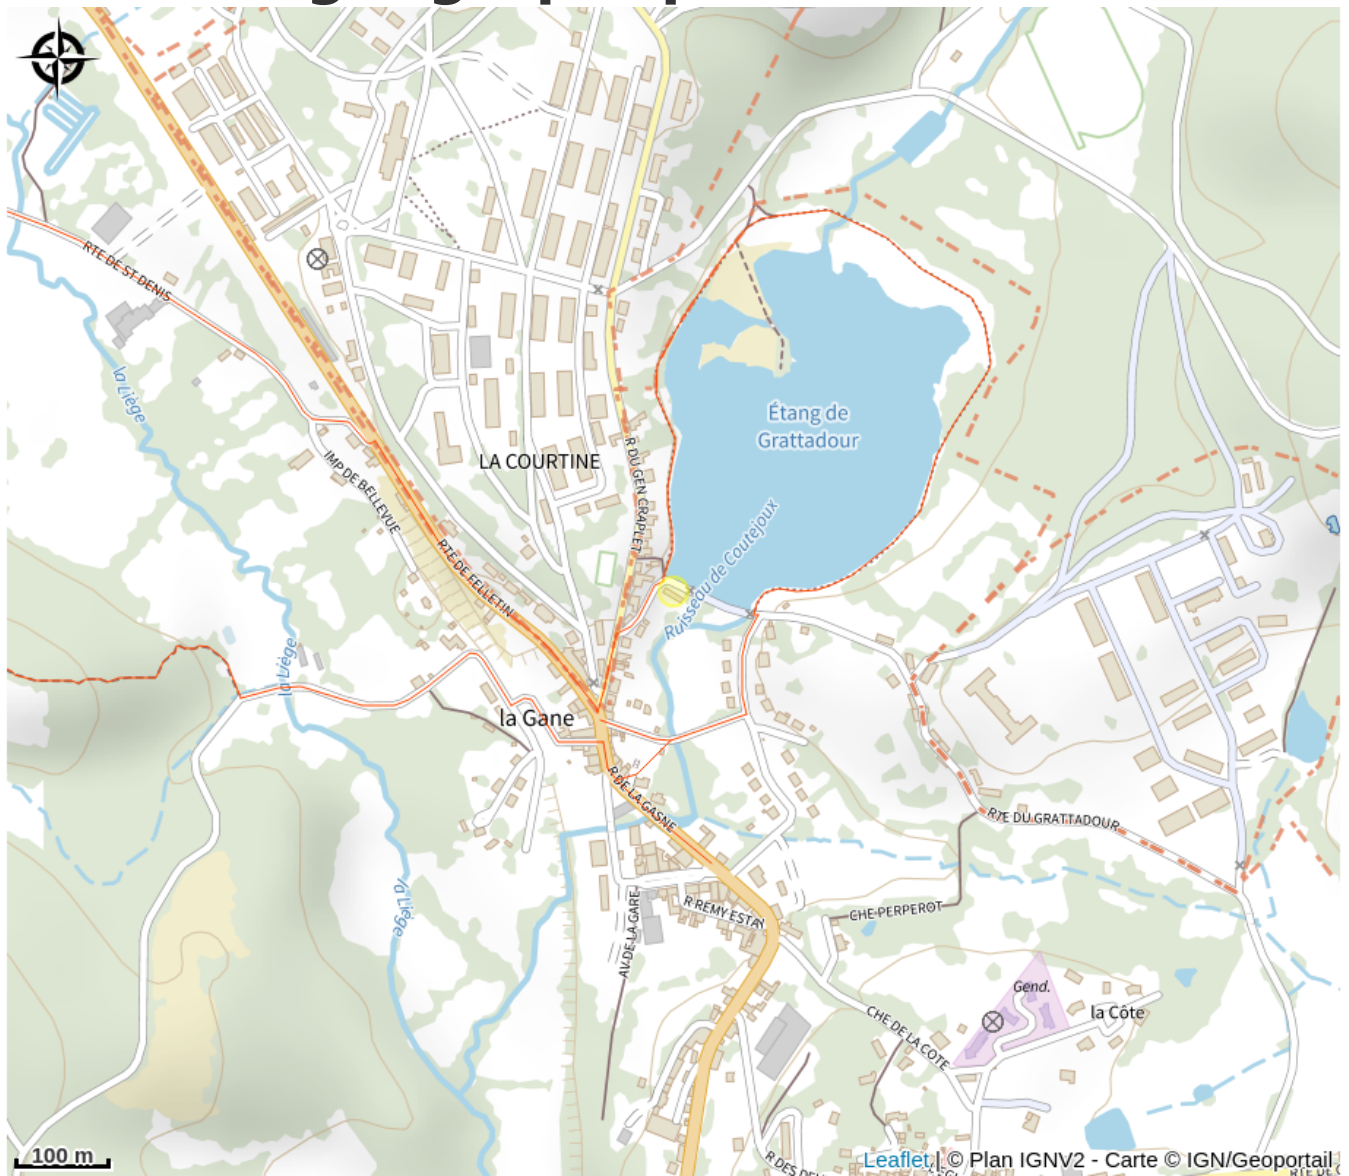 RTE DE ST-DENIS
la Liège
Étang de
Grattadour
LA COURTINE
IMP DE BELLEVUE
R DU GEN CRAPLET
RTE DE FELLETIN
Ruisseau de Coutejoux
la Liège
la Gane
R DE LA GASNE
RTE DU GRATTADOUR
la Liège
AV DE LA GARE
R REMY ESTAY
CHE PERPEROT
Gend.
la Côte
CHE DE LA COTE
100 m
Leaflet | © Plan IGNV2 - Carte © IGN/Geoportail